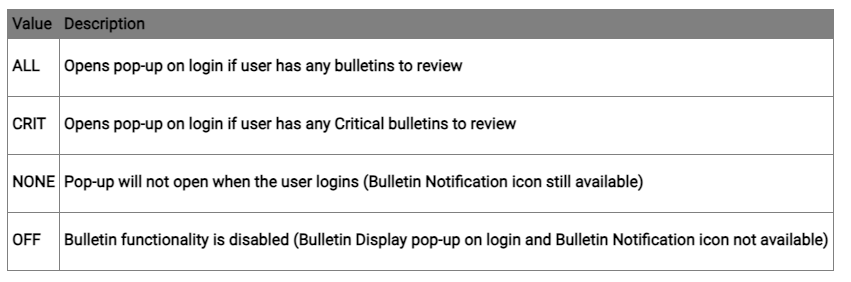 Value Description
ALL Opens pop-up on login if user has any bulletins to review
CRIT Opens pop-up on login if user has any Critical bulletins to review
NONE Pop-up will not open when the user logins (Bulletin Notification icon still available)
OFF Bulletin functionality is disabled (Bulletin Display pop-up on login and Bulletin Notification icon not available)